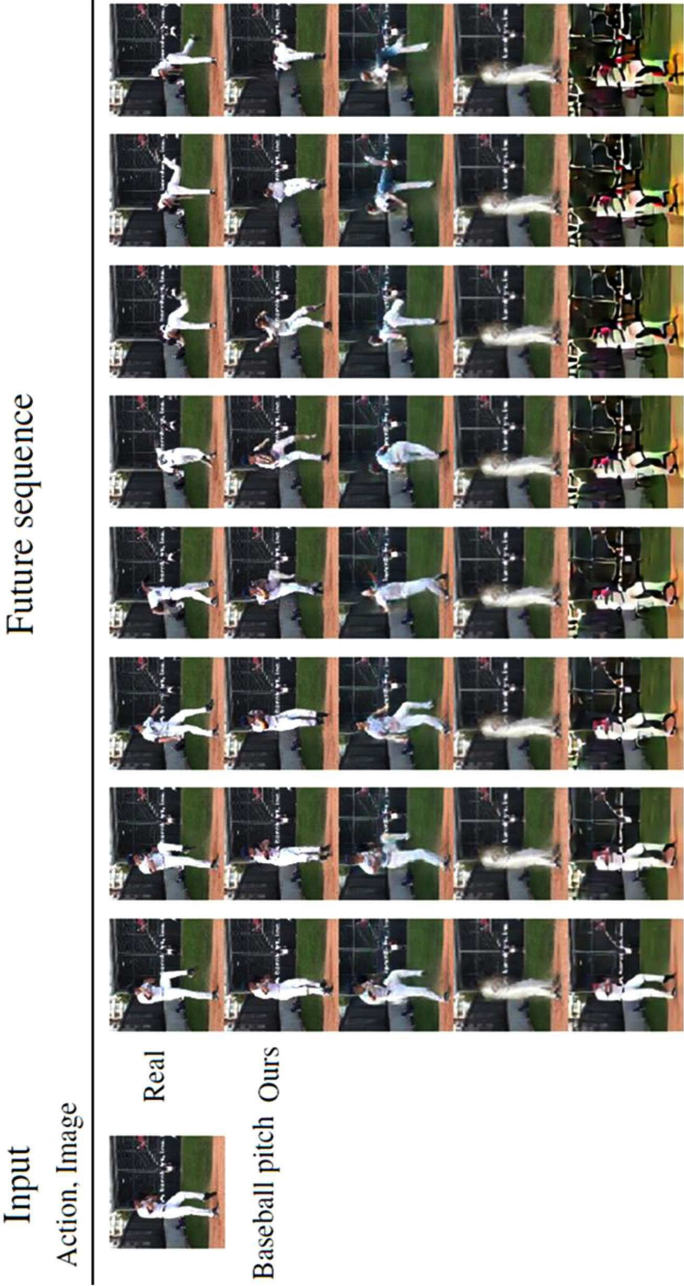 Input
Future sequence
Action, Image
Real
Baseball pitch
Ours